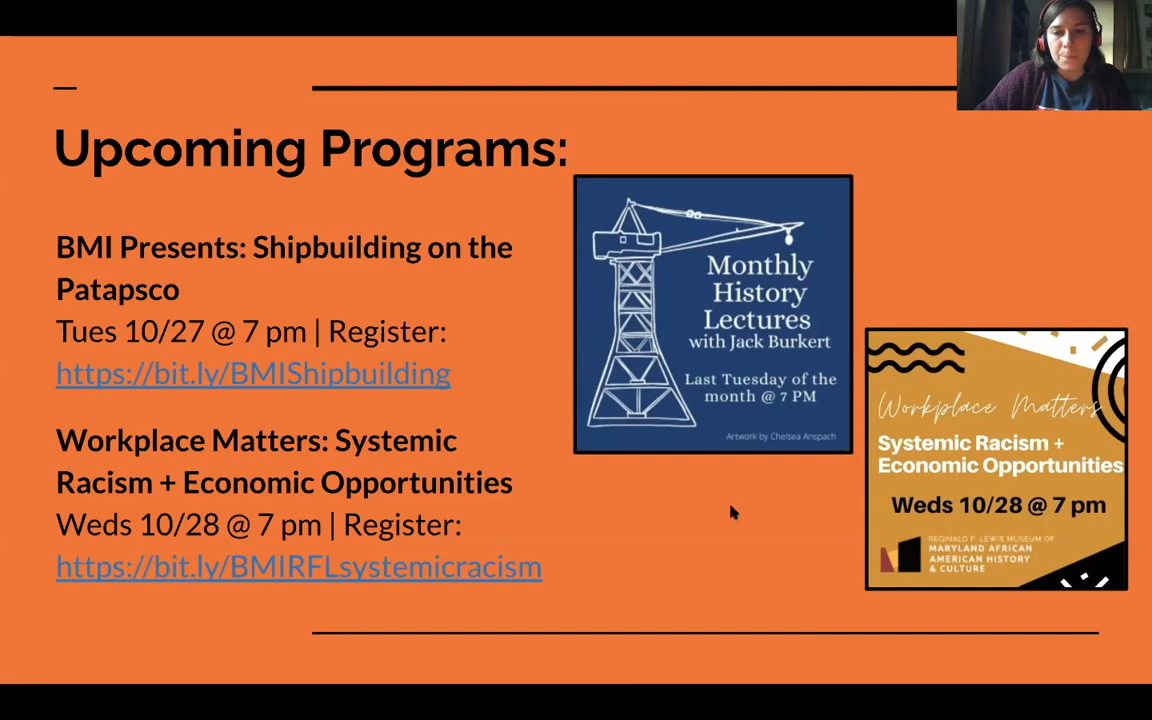 Upcoming Programs:
BMI Presents: Shipbuilding on the
Patapsco
Tues 10/27 @ 7 pm | Register:
https://bit.ly/BMIShipbuilding
Workplace Matters: Systemic
Racism + Economic Opportunities
Weds 10/28 @ 7 pm | Register:
https://bit.ly/BMIRFLsystemicracism
Monthly
History
Lectures
with Jack Burkert
Last Tuesday of the
month @ 7 PM
Artwork by Chelsea Anspach
Workplace Matters
Systemic Racism +
Economic Opportunities
Weds 10/28 @ 7 pm
REGINALD F. LEWIS MUSEUM OF
MARYLAND AFRICAN
AMERICAN HISTORY
& CULTURE